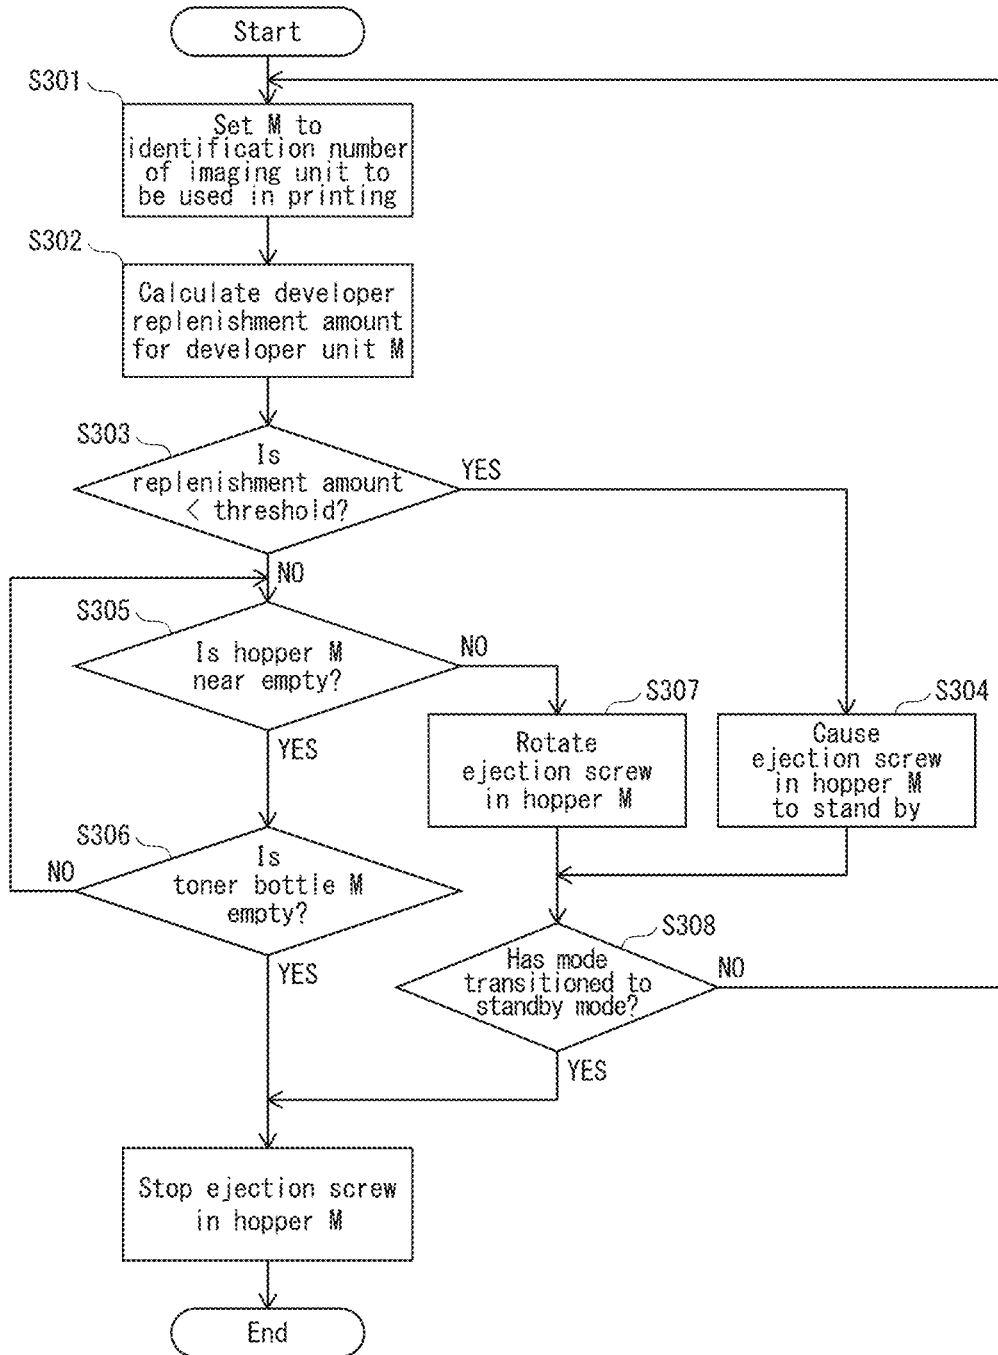 Start
S301
Set M to
identification number
of imaging unit to
be used in printing
S302
Calculate developer
replenishment amount
for developer unit M
S303
Is
replenishment amount
< threshold?
YES
NO
S305
Is hopper M
near empty?
NO
YES
S307
Rotate
ejection screw
in hopper M
S304
Cause
ejection screw
in hopper M
to stand by
S306
Is
toner bottle M
empty?
NO
YES
S308
Has mode
transitioned to
standby mode?
NO
YES
Stop ejection screw
in hopper M
End